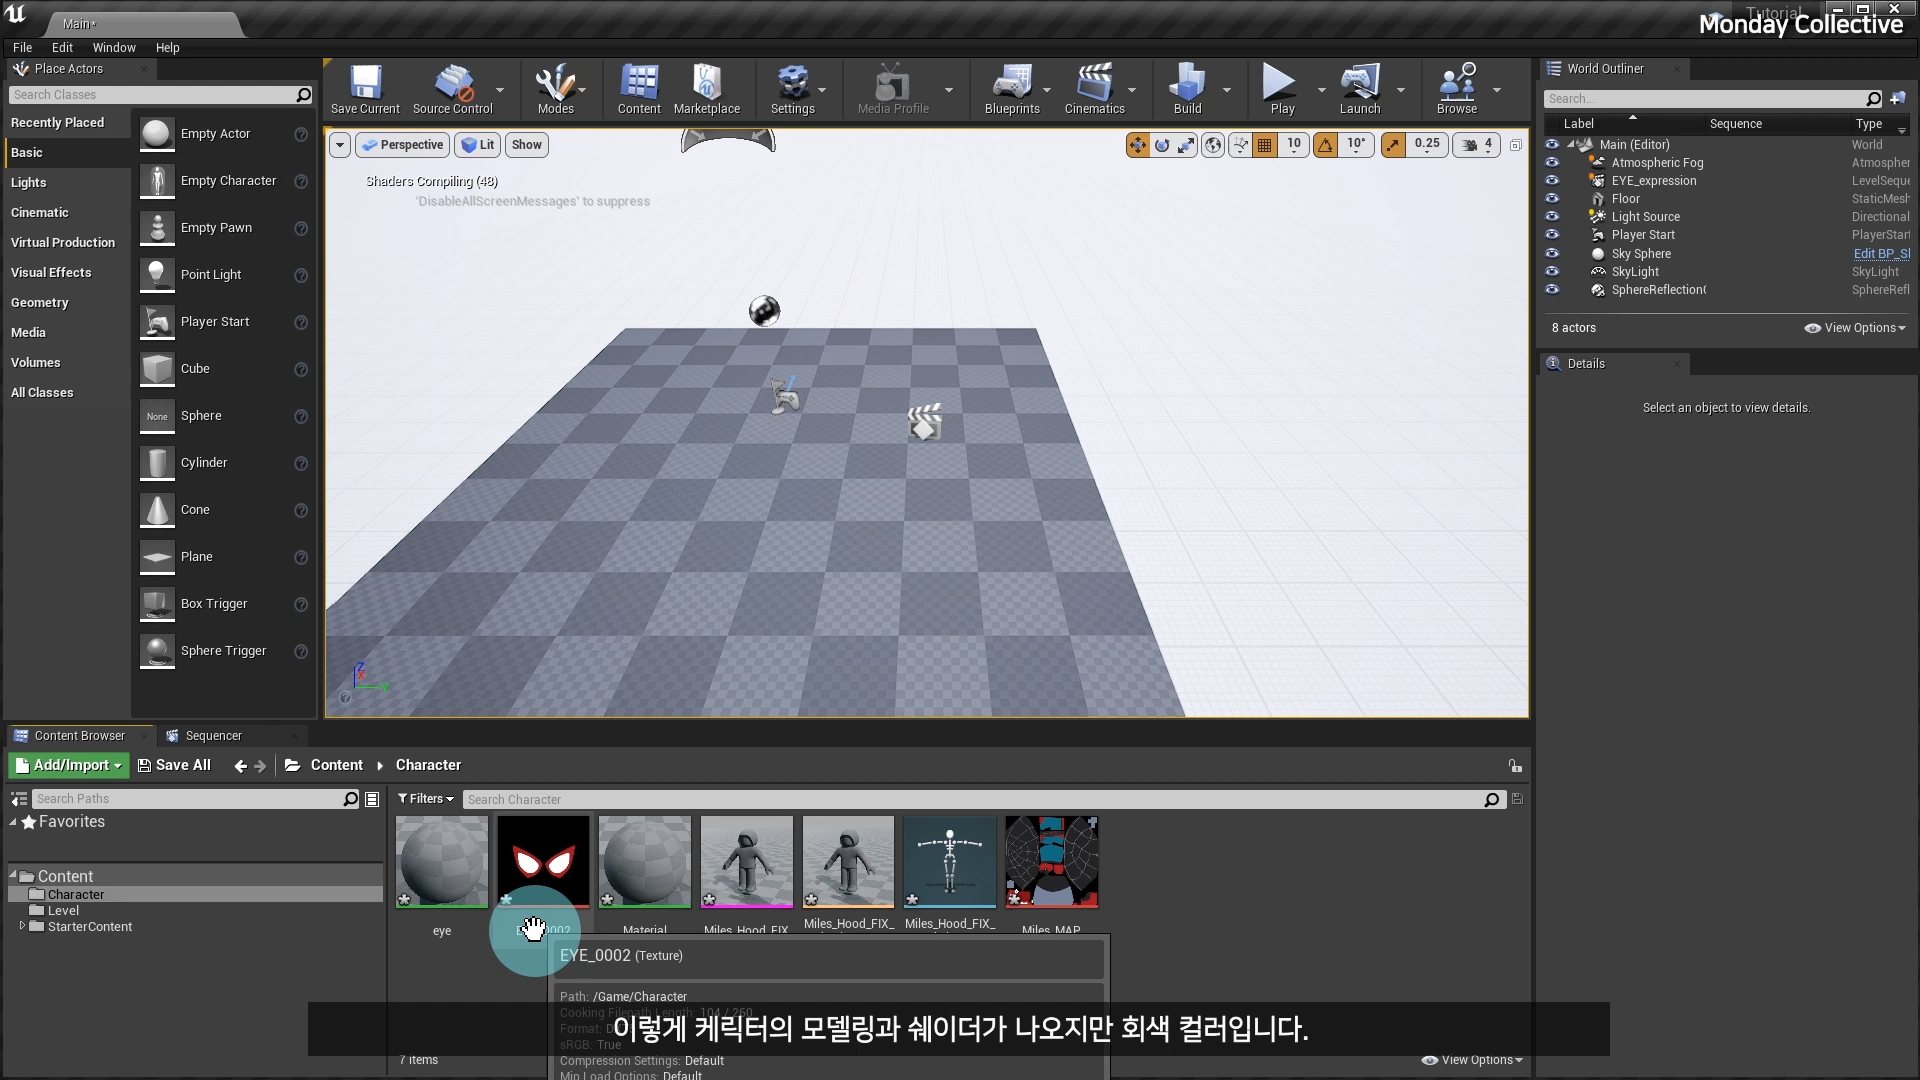 Main*
Tutorial
Monday Collective
File Edit Window Help
Place Actors
Search Classes
Recently Placed
Basic
Lights
Cinematic
Virtual Production
Visual Effects
Geometry
Media
Volumes
All Classes
Empty Actor
Empty Character
Empty Pawn
Point Light
Player Start
Cube
None
Sphere
Cylinder
Cone
Plane
Box Trigger
Sphere Trigger
Save Current Source Control Modes Content Marketplace Settings Media Profile Blueprints Cinematics Build Play Launch Browse
Perspective Lit Show
10 10° 0.25 4
Shaders Compiling (48)
'DisableAllScreenMessages' to suppress
Z
X
Y
World Outliner
Search...
Label Sequence Type
Main (Editor) World
Atmospheric Fog Atmospher
EYE_expression LevelSeque
Floor StaticMesh
Light Source Directional
Player Start PlayerStart
Sky Sphere Edit BP_Sl
SkyLight SkyLight
SphereReflection( SphereRefl
8 actors View Options
Details
Select an object to view details.
Content Browser Sequencer
Add/Import Save All Content Character
Search Paths
Favorites
Content
Character
Level
StarterContent
Filters Search Character
eye
Material
Miles_Hood_FIX
Miles_Hood_FIX_
Miles_Hood_FIX_
Miles_MAP
EYE_0002 (Texture)
Path: /Game/Character
Cooking Filepath Length: 104 / 260
이렇게 케릭터의 모델링과 쉐이더가 나오지만 회색 컬러입니다.
sRGB: True
Compression Settings: Default
Mip Load Options: Default
7 items
View Options